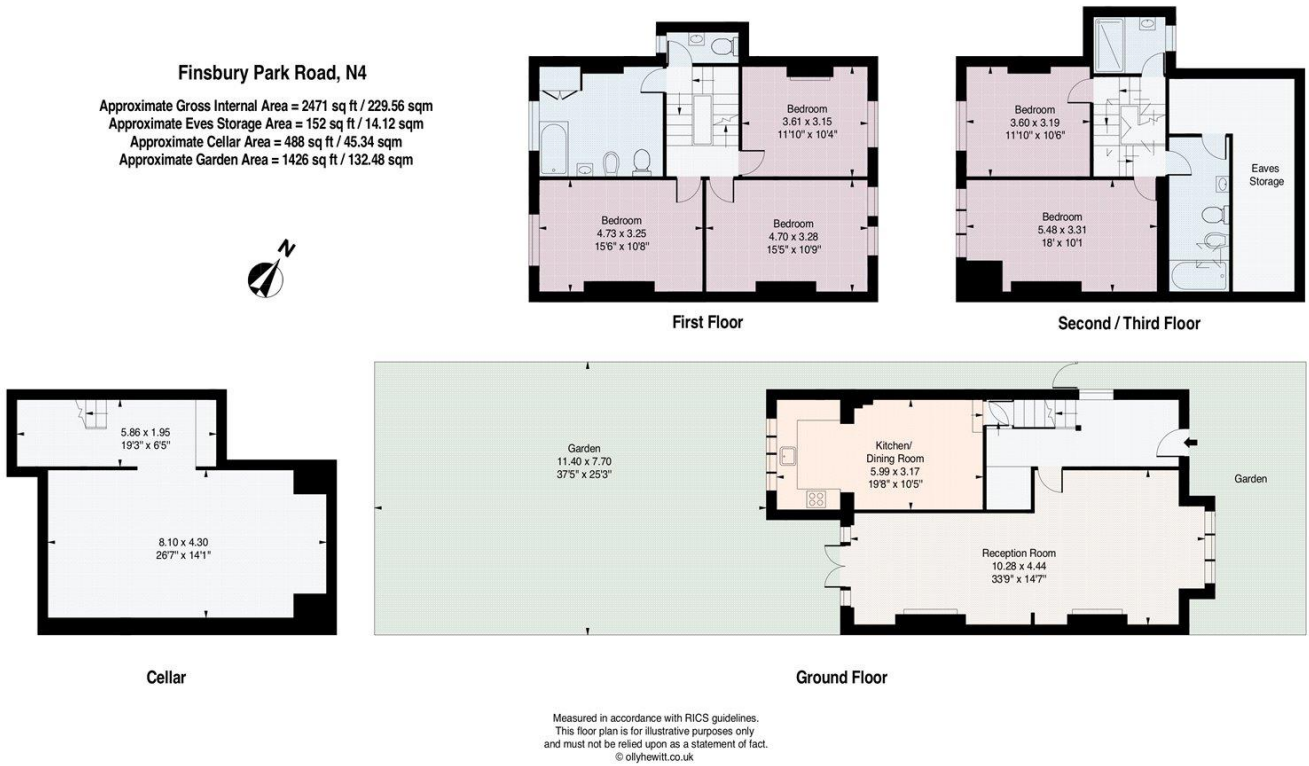 Finsbury Park Road, N4
Approximate Gross Internal Area = 2471 sq ft / 229.56 sqm
Approximate Eves Storage Area = 152 sq ft / 14.12 sqm
Approximate Cellar Area = 488 sq ft / 45.34 sqm
Approximate Garden Area = 1426 sq ft / 132.48 sqm
N
Bedroom
3.61 x 3.15
11'10" x 10'4"
Bedroom
4.73 x 3.25
15'6" x 10'8"
Bedroom
4.70 x 3.28
15'5" x 10'9"
First Floor
Bedroom
3.60 x 3.19
11'10" x 10'6"
Bedroom
5.48 x 3.31
18' x 10'1
Eaves
Storage
Second / Third Floor
5.86 x 1.95
19'3" x 6'5"
8.10 x 4.30
26'7" x 14'1"
Cellar
Garden
11.40 x 7.70
37'5" x 25'3"
Kitchen/
Dining Room
5.99 x 3.17
19'8" x 10'5"
Reception Room
10.28 x 4.44
33'9" x 14'7"
Garden
Ground Floor
Measured in accordance with RICS guidelines.
This floor plan is for illustrative purposes only
and must not be relied upon as a statement of fact.
© ollyhewitt.co.uk